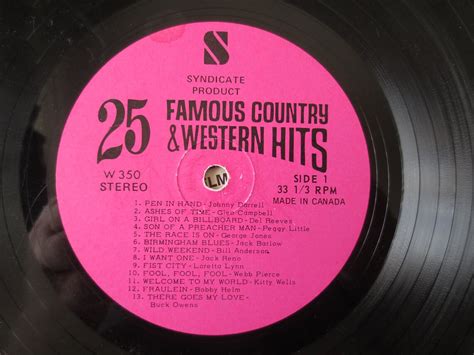 S
SYNDICATE
PRODUCT
25 FAMOUS COUNTRY
& WESTERN HITS
W 350
STEREO
LM
SIDE 1
33 1/3 RPM
MADE IN CANADA
1. PEN IN HAND - Johnny Darrell
2. ASHES OF TIME - Glen Campbell
3. GIRL ON A BILLBOARD - Del Reeves
4. SON OF A PREACHER MAN - Peggy Little
5. THE RACE IS ON - George Jones
6. BIRMINGHAM BLUES - Jack Barlow
7. WILD WEEKEND - Bill Anderson
8. I WANT ONE - Jack Reno
9. FIST CITY - Loretta Lynn
10. FOOL, FOOL, FOOL - Webb Pierce
11. WELCOME TO MY WORLD - Kitty Wells
12. FRAULEIN - Bobby Helm
13. THERE GOES MY LOVE -
Buck Owens